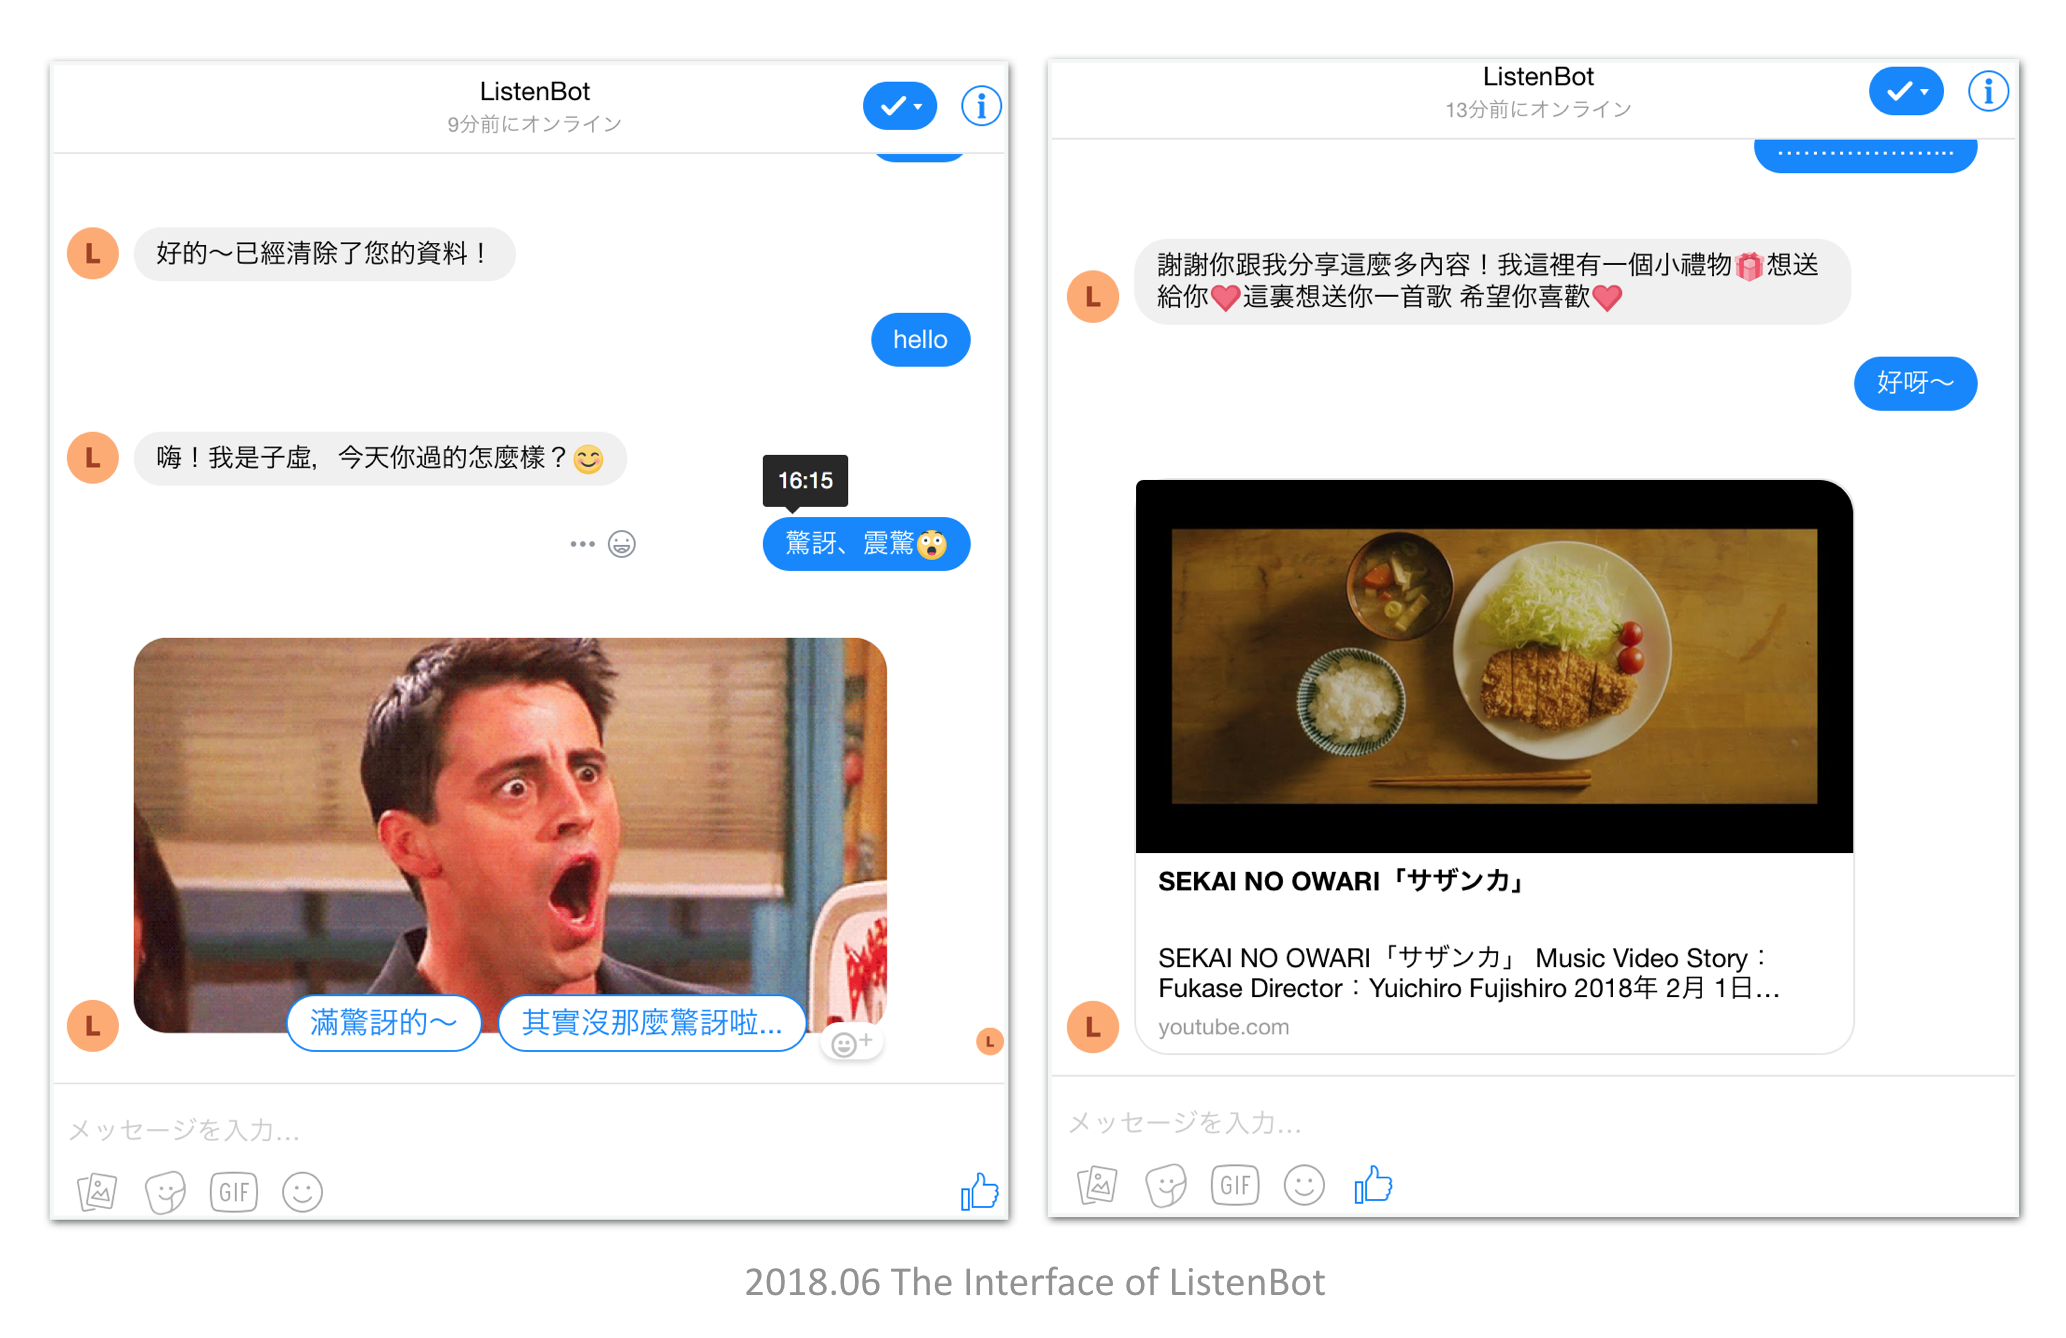 ListenBot
9分前にオンライン
L
好的～已經清除了您的資料！
hello
L
嗨！我是子虛，今天你過的怎麼樣？😊
16:15
驚訝、震驚😲
L
滿驚訝的～
其實沒那麼驚訝啦...
L
メッセージを入力...
GIF
ListenBot
13分前にオンライン
.....................
L
謝謝你跟我分享這麼多內容！我這裡有一個小禮物🎁想送
給你❤️這裏想送你一首歌 希望你喜歡❤️
好呀～
SEKAI NO OWARI「サザンカ」
SEKAI NO OWARI「サザンカ」 Music Video Story：
Fukase Director：Yuichiro Fujishiro 2018年 2月 1日...
L
youtube.com
メッセージを入力...
GIF
2018.06 The Interface of ListenBot